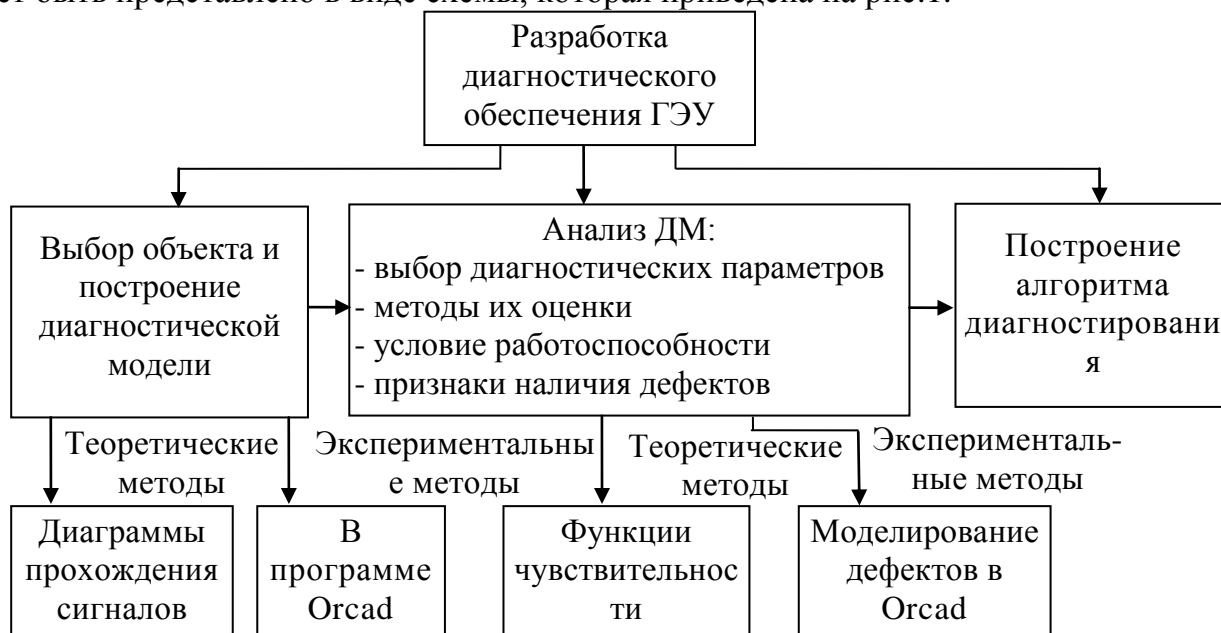 ет быть представлено в виде схемы, которая приведена на рис.1.
Разработка
диагностического
обеспечения ГЭУ
Выбор объекта и
построение
диагностической
модели
Анализ ДМ:
- выбор диагностических параметров
- методы их оценки
- условие работоспособности
- признаки наличия дефектов
Построение
алгоритма
диагностировани
я
Теоретические
методы
Экспериментальны
е методы
Теоретические
методы
Эксперименталь-
ные методы
Диаграммы
прохождения
сигналов
В
программе
Orcad
Функции
чувствительнос
ти
Моделирование
дефектов в
Orcad